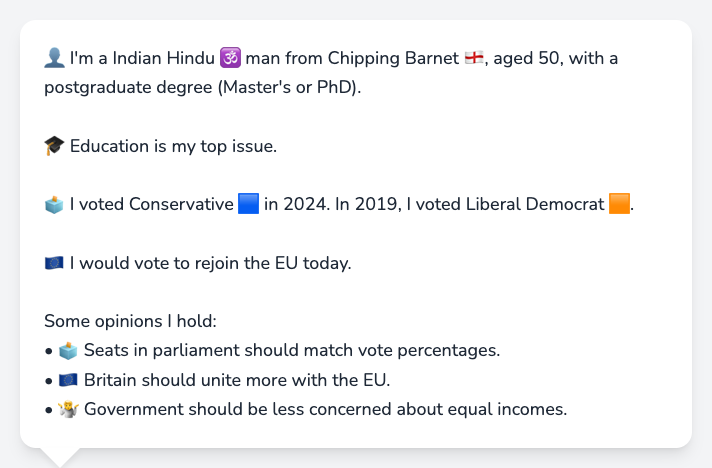 👤 I'm a Indian Hindu 🕉️ man from Chipping Barnet 🏴󠁧󠁢󠁥󠁮󠁧󠁿, aged 50, with a
postgraduate degree (Master's or PhD).
🎓 Education is my top issue.
🗳️ I voted Conservative 🟦 in 2024. In 2019, I voted Liberal Democrat 🟧.
🇪🇺 I would vote to rejoin the EU today.
Some opinions I hold:
• 🗳️ Seats in parliament should match vote percentages.
• 🇪🇺 Britain should unite more with the EU.
• 🤷 Government should be less concerned about equal incomes.